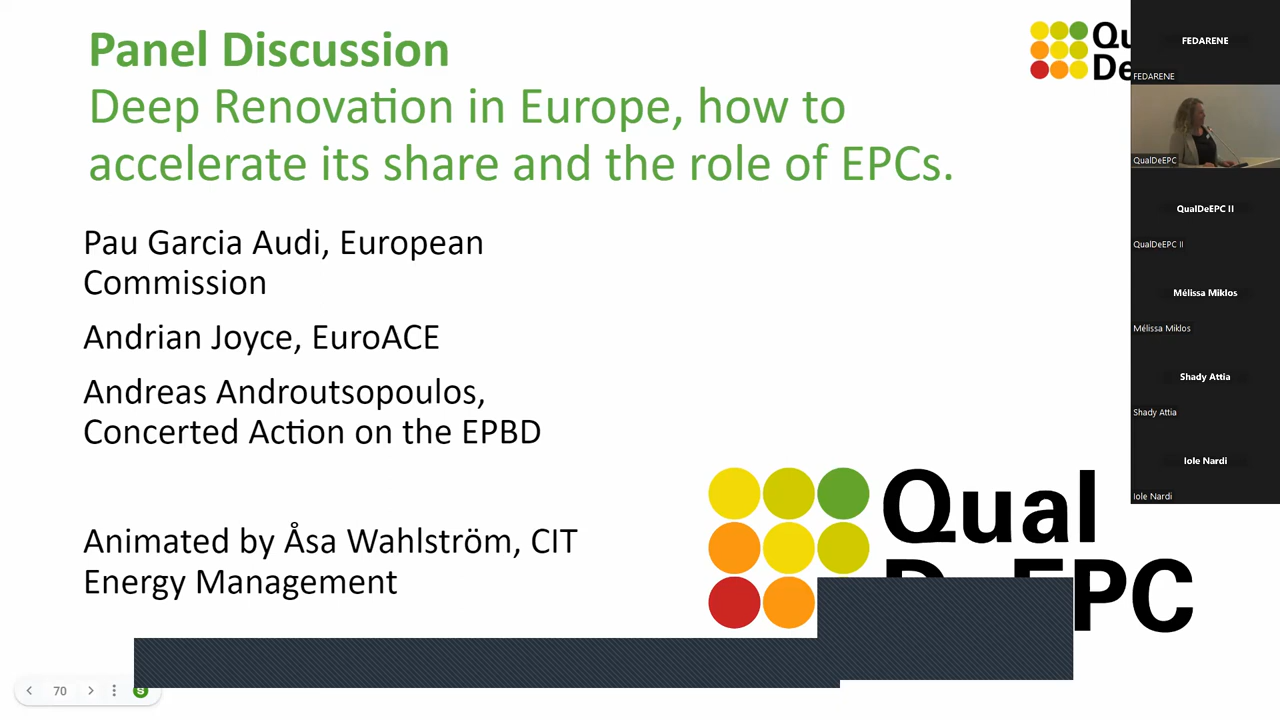 Panel Discussion
Deep Renovation in Europe, how to
accelerate its share and the role of EPCs.
Pau Garcia Audi, European
Commission
Andrian Joyce, EuroACE
Andreas Androutsopoulos,
Concerted Action on the EPBD
Animated by Åsa Wahlström, CIT
Energy Management
Qual
70
S
FEDARENE
FEDARENE
QualDeEPC
QualDeEPC II
QualDeEPC II
Mélissa Miklos
Mélissa Miklos
Shady Attia
Shady Attia
Iole Nardi
Iole Nardi